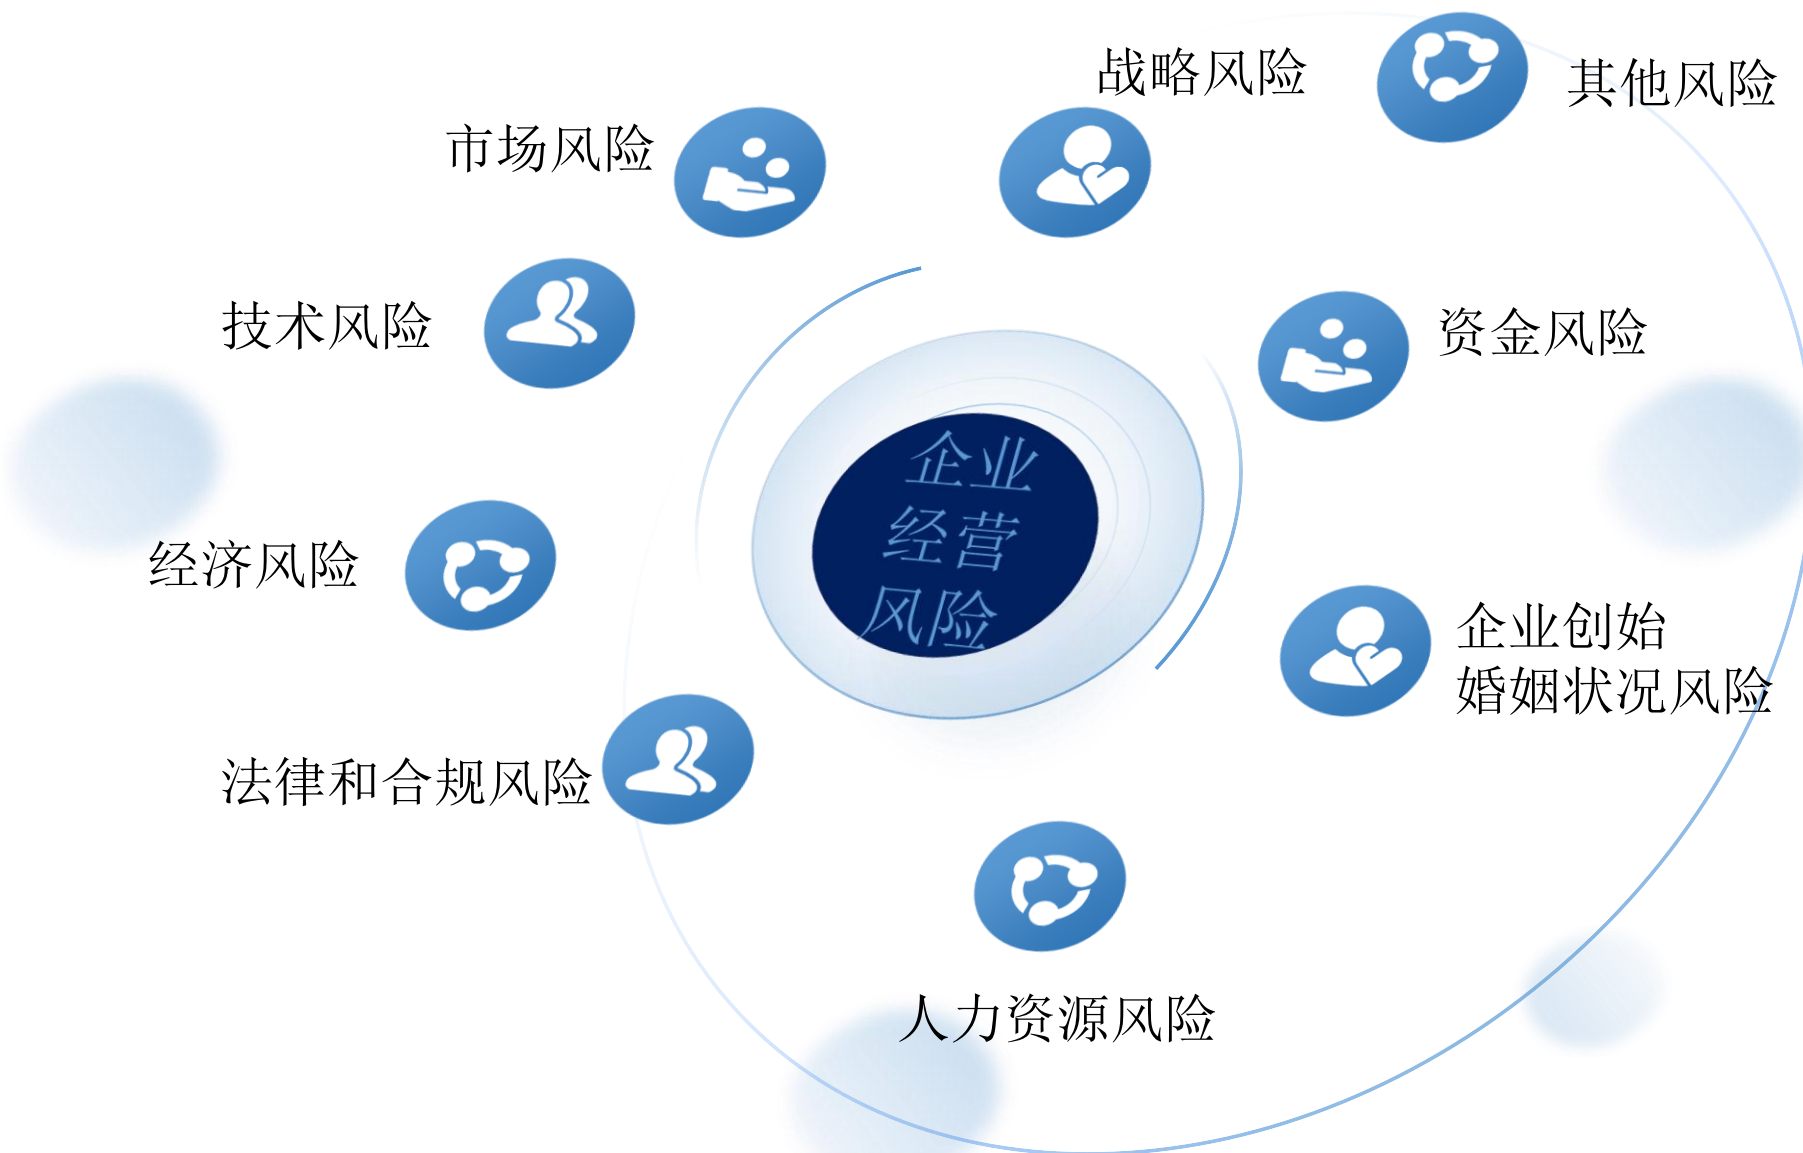 战略风险
其他风险
市场风险
技术风险
资金风险
企业
经营
风险
经济风险
企业创始
婚姻状况风险
法律和合规风险
人力资源风险